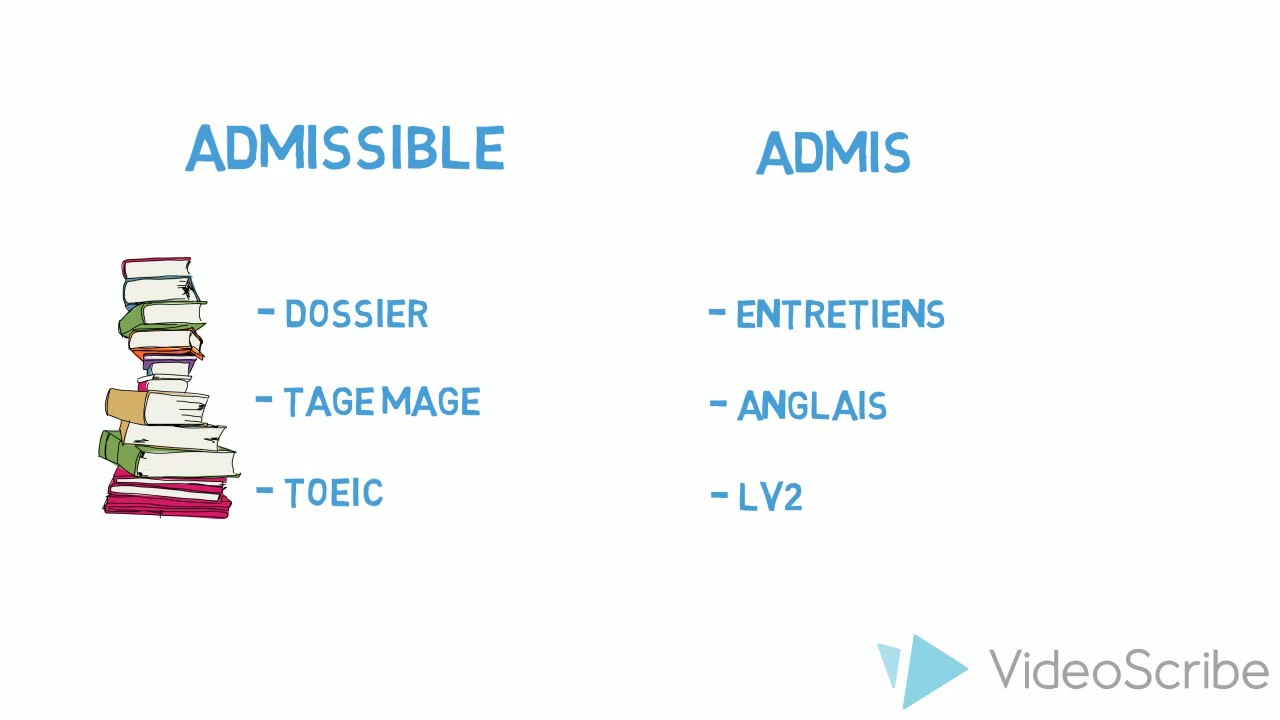 ADMISSIBLE
- DOSSIER
- TAGE MAGE
- TOEIC
ADMIS
- ENTRETIENS
- ANGLAIS
- LV2
VideoScribe